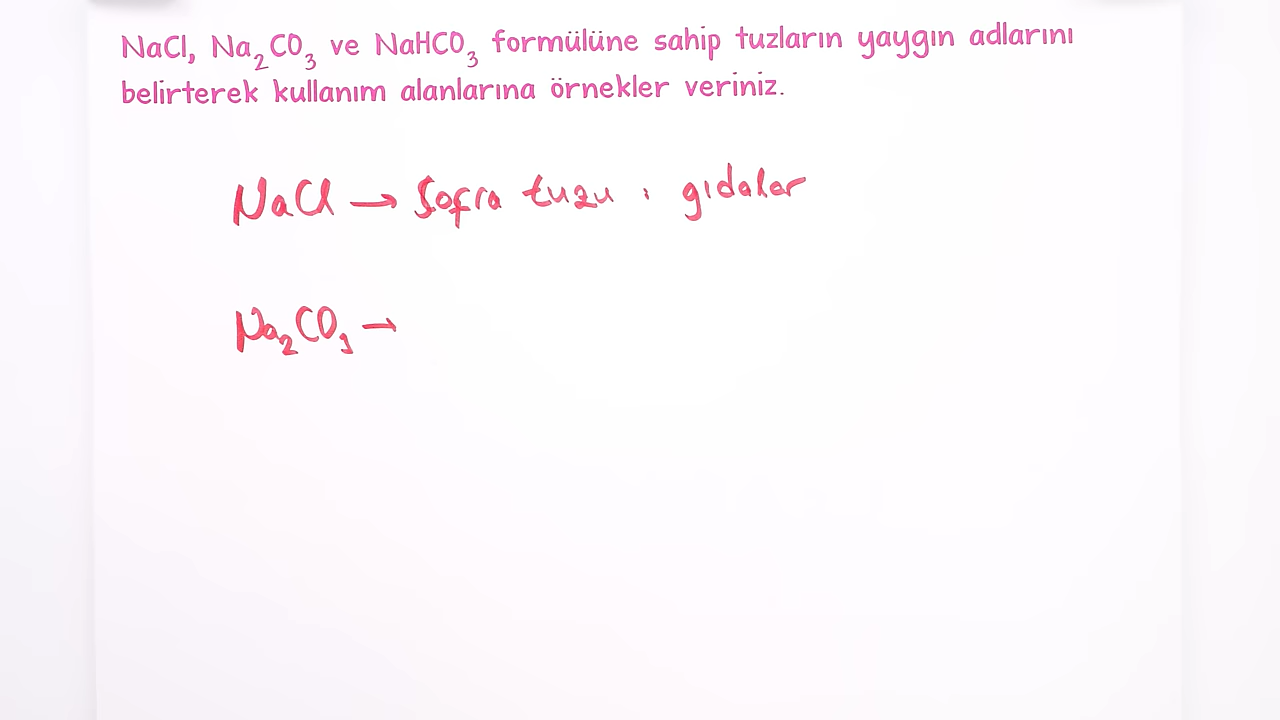 NaCl, Na₂CO₃ ve NaHCO₃ formülüne sahip tuzların yaygın adlarını
belirterek kullanım alanlarına örnekler veriniz.
NaCl → Sofra tuzu : gıdalar
Na₂CO₃ →